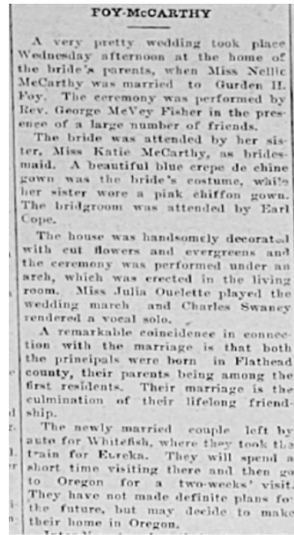 FOY-McCARTHY
A very pretty wedding took place
Wednesday afternoon at the home of
the bride's parents, when Miss Nellie
McCarthy was married to Gurden H.
Foy. The ceremony was performed by
Rev. George McVey Fisher in the pres-
ence of a large number of friends.
The bride was attended by her sis-
ter, Miss Katie McCarthy, as brides-
maid. A beautiful blue crepe de chine
gown was the bride's costume, while
her sister wore a pink chiffon gown.
The bridgroom was attended by Earl
Cope.
The house was handsomely decorated
with cut flowers and evergreens and
the ceremony was performed under an
arch, which was erected in the living
room. Miss Julia Ouelette played the
wedding march and Charles Swaney
rendered a vocal solo.
A remarkable coincidence in connec-
tion with the marriage is that both
the principals were born in Flathead
county, their parents being among the
first residents. Their marriage is the
culmination of their lifelong friend-
ship.
The newly married couple left by
auto for Whitefish, where they took the
train for Eureka. They will spend a
short time visiting there and then go
to Oregon for a two-weeks' visit.
They have not made definite plans fo
the future, but may decide to make
their home in Oregon.